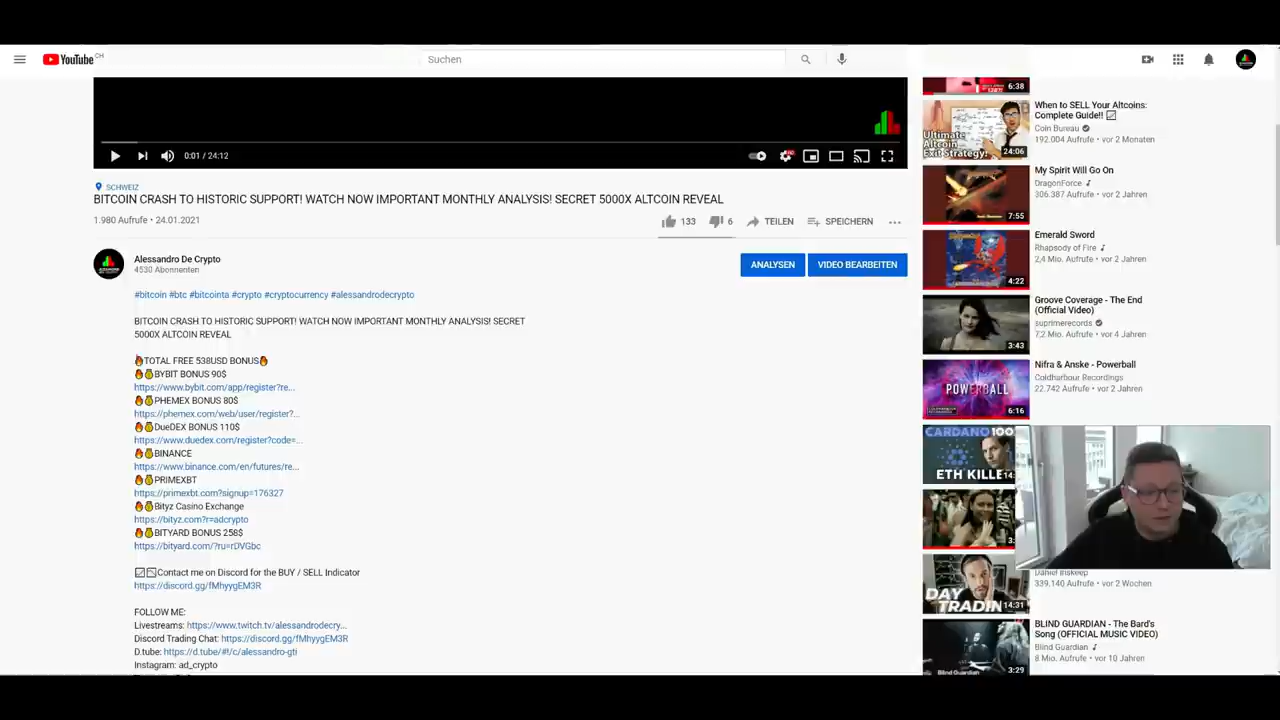 YouTube CH
Suchen
0:01 / 24:12
SCHWEIZ
BITCOIN CRASH TO HISTORIC SUPPORT! WATCH NOW IMPORTANT MONTHLY ANALYSIS! SECRET 5000X ALTCOIN REVEAL
1.980 Aufrufe • 24.01.2021
133
6
TEILEN
SPEICHERN
Alessandro De Crypto
4530 Abonnenten
ANALYSEN
VIDEO BEARBEITEN
#bitcoin #btc #bitcointa #crypto #cryptocurrency #alessandrodecrypto
BITCOIN CRASH TO HISTORIC SUPPORT! WATCH NOW IMPORTANT MONTHLY ANALYSIS! SECRET
5000X ALTCOIN REVEAL
🔥TOTAL FREE 538USD BONUS🔥
🔥💰BYBIT BONUS 90$
https://www.bybit.com/app/register?re...
🔥💰PHEMEX BONUS 80$
https://phemex.com/web/user/register?...
🔥💰DueDEX BONUS 110$
https://www.duedex.com/register?code=...
🔥💰BINANCE
https://www.binance.com/en/futures/re...
🔥💰PRIMEXBT
https://primexbt.com?signup=176327
🔥💰Bityz Casino Exchange
https://bityz.com?r=adcrypto
🔥💰BITYARD BONUS 258$
https://bityard.com/?ru=rDVGbc
📈📉Contact me on Discord for the BUY / SELL Indicator
https://discord.gg/fMhyygEM3R
FOLLOW ME:
Livestreams: https://www.twitch.tv/alessandrodecry...
Discord Trading Chat: https://discord.gg/fMhyygEM3R
D.tube: https://d.tube/#!/c/alessandro-gti
Instagram: ad_crypto
6:38
Ultimate
Altcoin
Exit Strategy!
24:06
When to SELL Your Altcoins:
Complete Guide!! 📈
Coin Bureau
192.004 Aufrufe • vor 2 Monaten
7:55
My Spirit Will Go On
DragonForce
306.387 Aufrufe • vor 2 Jahren
4:22
Emerald Sword
Rhapsody of Fire
2,4 Mio. Aufrufe • vor 2 Jahren
3:43
Groove Coverage - The End
(Official Video)
suprimerecords
7,2 Mio. Aufrufe • vor 4 Jahren
POWERBALL
6:16
Nifra & Anske - Powerball
Coldharbour Recordings
22.742 Aufrufe • vor 2 Jahren
CARDANO 100
ETH KILLE
14:
3:
DAY
TRADIN
14:31
Daniel Inskeep
339.140 Aufrufe • vor 2 Wochen
Blind Guardian
3:29
BLIND GUARDIAN - The Bard's
Song (OFFICIAL MUSIC VIDEO)
Blind Guardian
8 Mio. Aufrufe • vor 10 Jahren